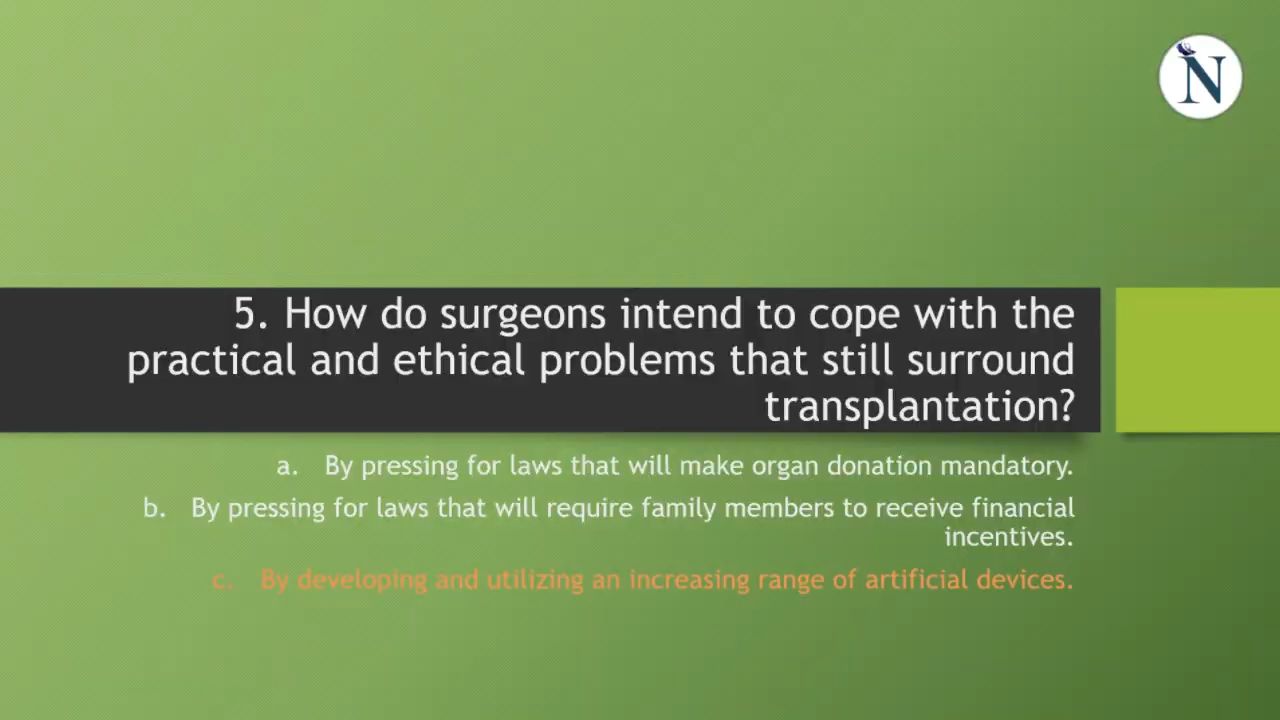 N
5. How do surgeons intend to cope with the
practical and ethical problems that still surround
transplantation?
a. By pressing for laws that will make organ donation mandatory.
b. By pressing for laws that will require family members to receive financial
incentives.
c. By developing and utilizing an increasing range of artificial devices.